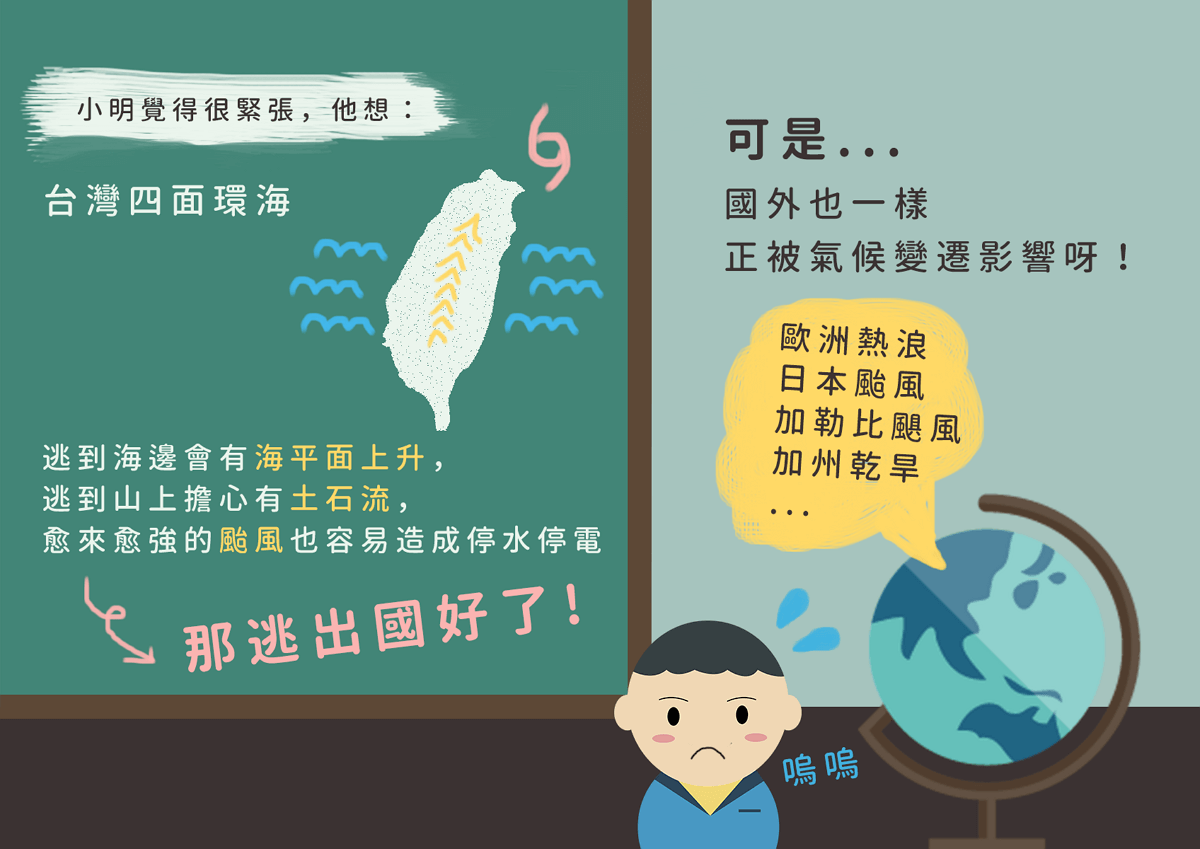 小明覺得很緊張，他想：
台灣四面環海
逃到海邊會有海平面上升，
逃到山上擔心有土石流，
愈來愈強的颱風也容易造成停水停電
那逃出國好了！
可是...
國外也一樣
正被氣候變遷影響呀！
歐洲熱浪
日本颱風
加勒比颶風
加州乾旱
...
嗚嗚